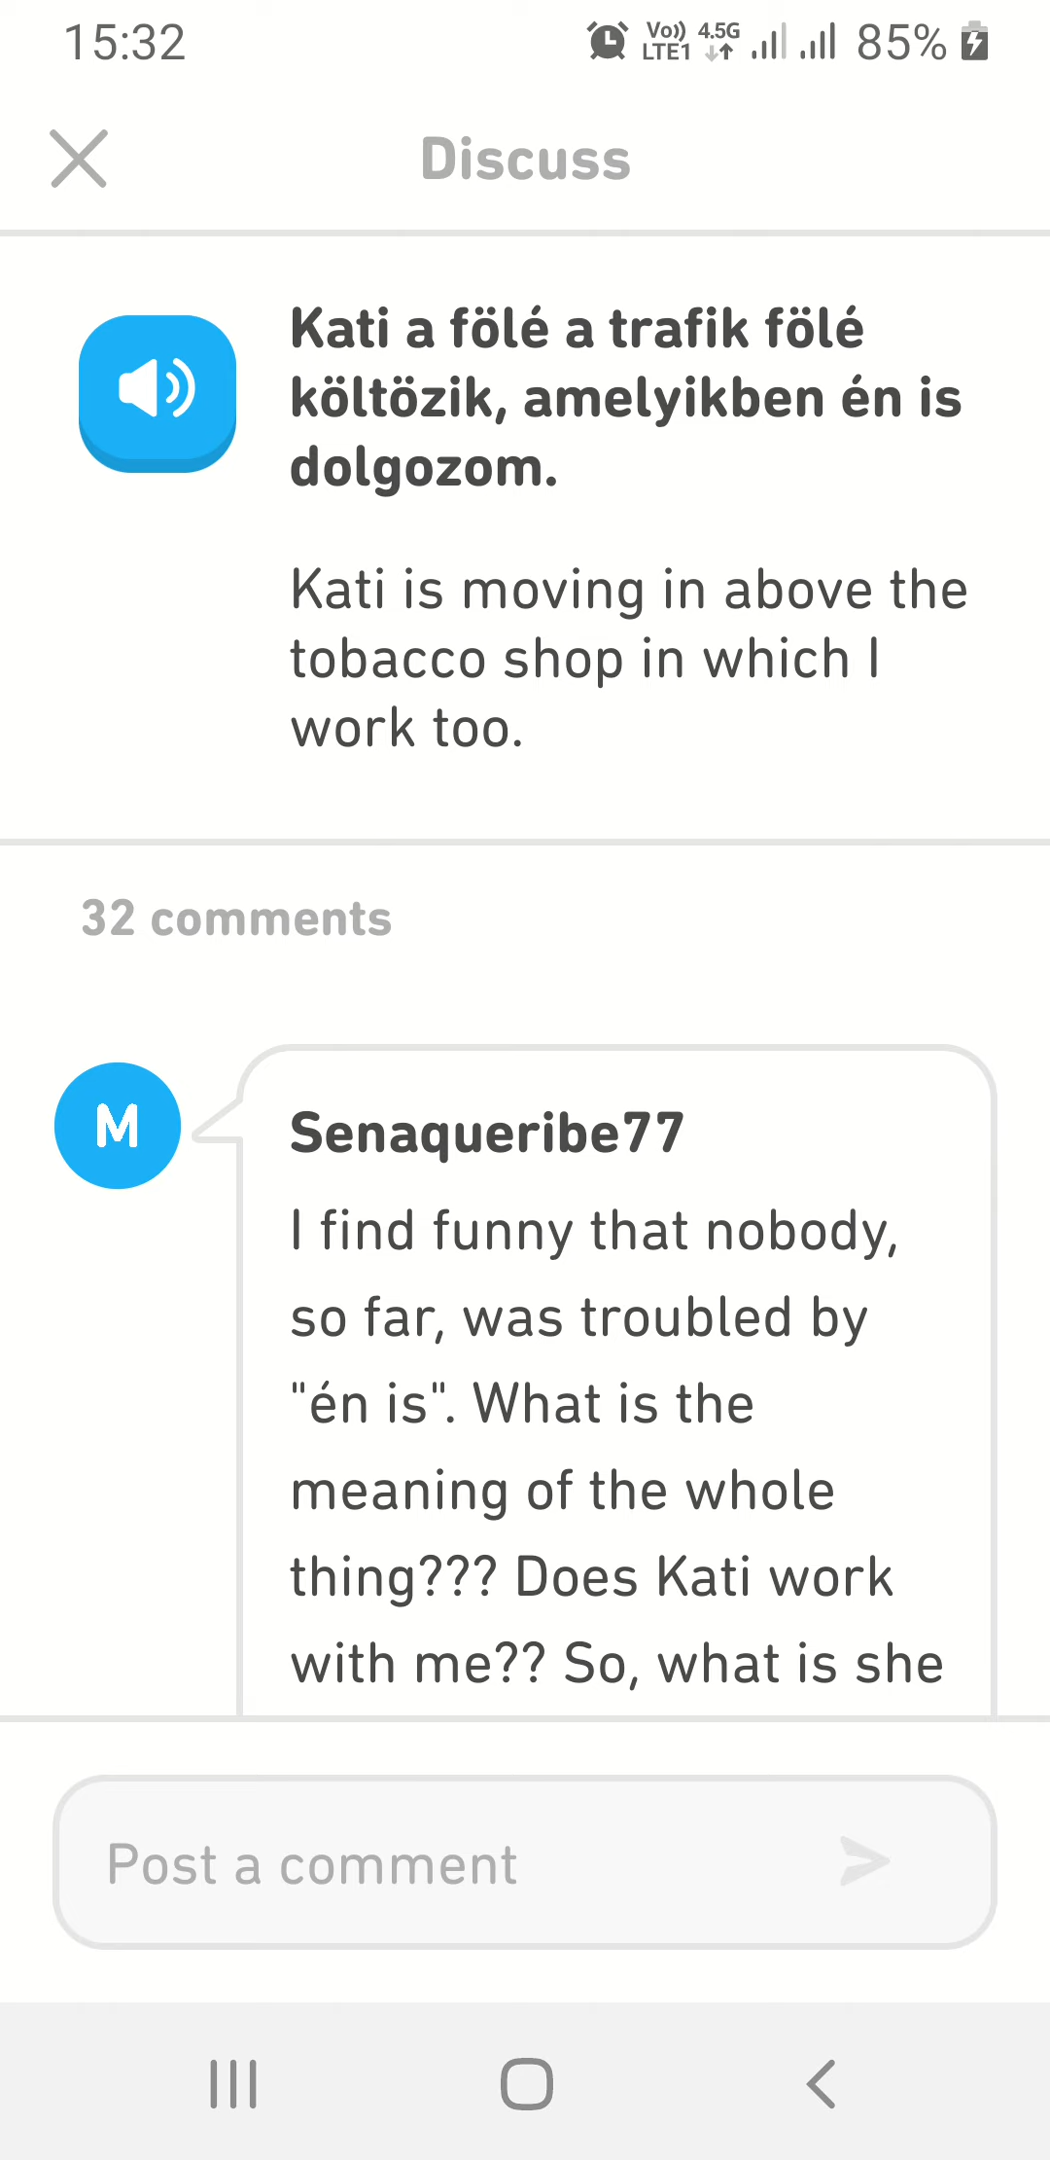 15:32
Vo)) 4.5G
LTE1
85%
Discuss
Kati a fölé a trafik fölé
költözik, amelyikben én is
dolgozom.
Kati is moving in above the
tobacco shop in which I
work too.
32 comments
M
Senaqueribe77
I find funny that nobody,
so far, was troubled by
"én is". What is the
meaning of the whole
thing??? Does Kati work
with me?? So, what is she
Post a comment